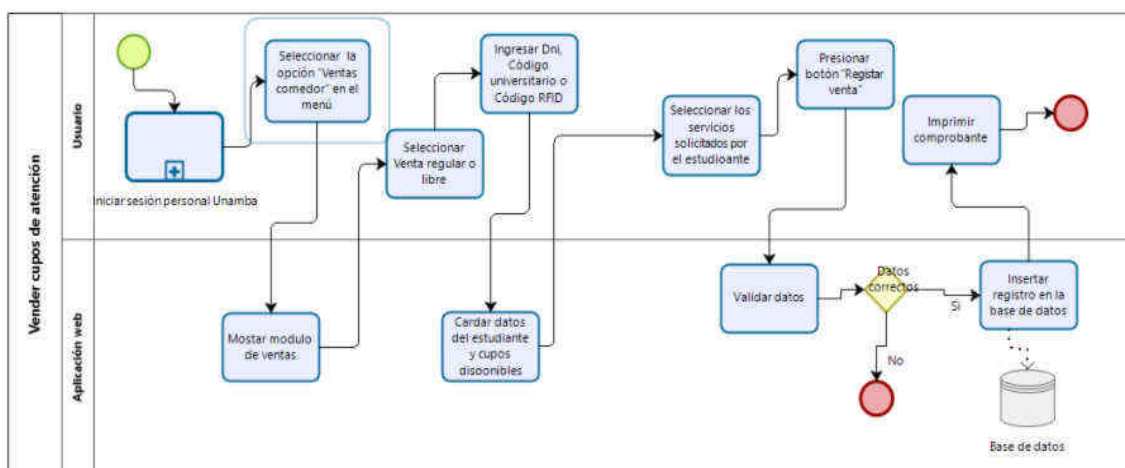 Vender cupos de atención
Usuario
Iniciar sesión personal Unamba
Seleccionar la
opción "Ventas
comedor" en el
menú
Seleccionar
Venta regular o
libre
Ingresar Dni,
Código
universitario o
Código RFID
Seleccionar los
servicios
solicitados por
el estudioante
Presionar
botón "Registar
venta"
Imprimir
comprobante
Aplicación web
Mostar modulo
de ventas
Cardar datos
del estudiante
y cupos
disoonibles
Validar datos
Datos
correctos
Si
No
Insertar
registro en la
base de datos
Base de datos